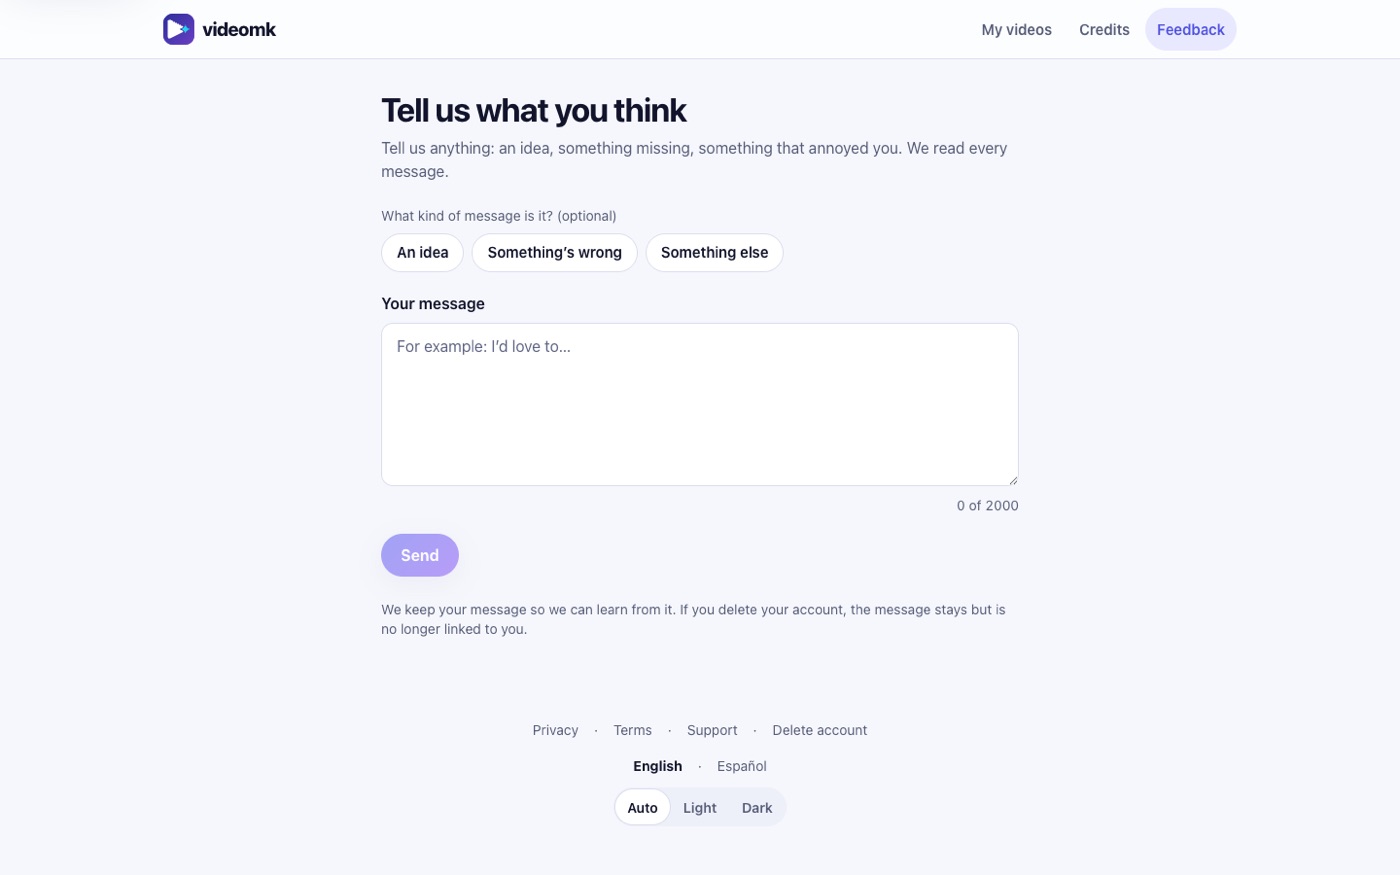 videomk
My videos
Credits
Feedback
Tell us what you think
Tell us anything: an idea, something missing, something that annoyed you. We read every
message.
What kind of message is it? (optional)
An idea
Something’s wrong
Something else
Your message
For example: I’d love to…
0 of 2000
Send
We keep your message so we can learn from it. If you delete your account, the message stays but is
no longer linked to you.
Privacy · Terms · Support · Delete account
English · Español
Auto
Light
Dark